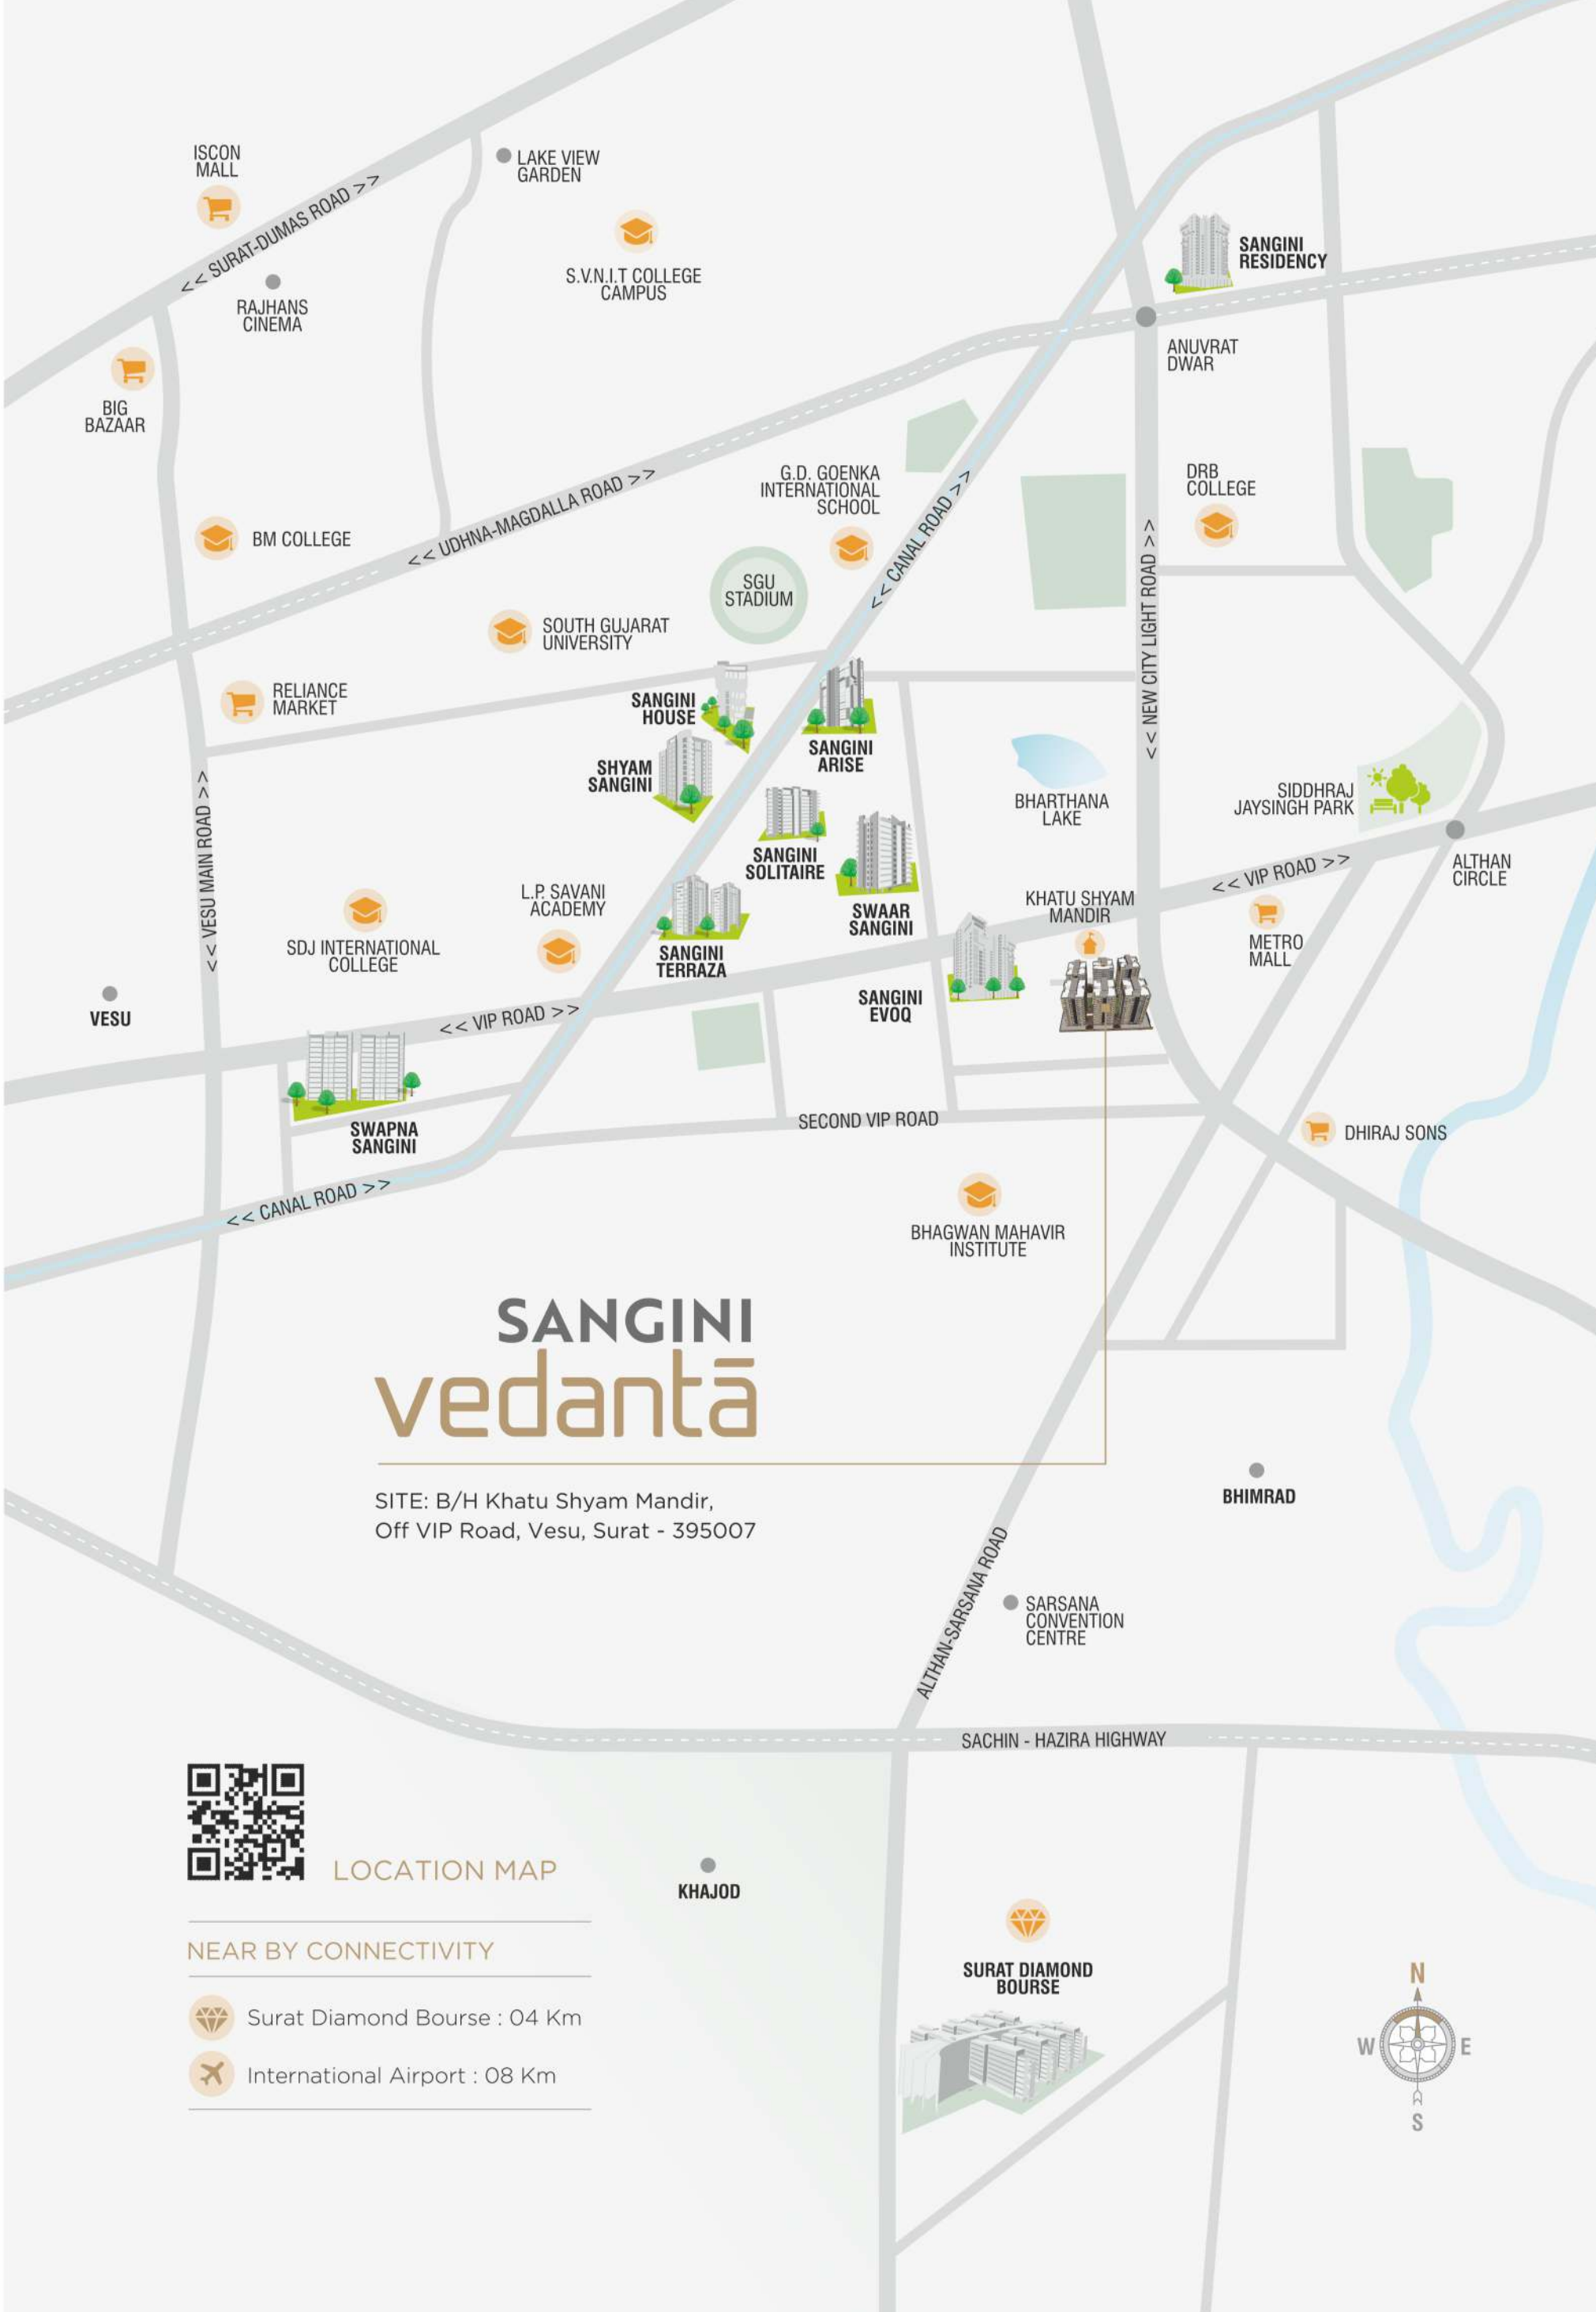 ISCON
MALL
LAKE VIEW
GARDEN
<< SURAT-DUMAS ROAD >>
S.V.N.I.T COLLEGE
CAMPUS
SANGINI
RESIDENCY
RAJHANS
CINEMA
ANUVRAT
DWAR
BIG
BAZAAR
<< UDHNA-MAGDALLA ROAD >>
G.D. GOENKA
INTERNATIONAL
SCHOOL
<< CANAL ROAD >>
DRB
COLLEGE
BM COLLEGE
SGU
STADIUM
<< NEW CITY LIGHT ROAD >>
SOUTH GUJARAT
UNIVERSITY
RELIANCE
MARKET
SANGINI
HOUSE
SANGINI
ARISE
SHYAM
SANGINI
BHARTHANA
LAKE
SIDDHRAJ
JAYSINGH PARK
<< VESU MAIN ROAD >>
SANGINI
SOLITAIRE
<< VIP ROAD >>
ALTHAN
CIRCLE
L.P. SAVANI
ACADEMY
SWAAR
SANGINI
KHATU SHYAM
MANDIR
SDJ INTERNATIONAL
COLLEGE
SANGINI
TERRAZA
METRO
MALL
VESU
<< VIP ROAD >>
SANGINI
EVOQ
SECOND VIP ROAD
SWAPNA
SANGINI
DHIRAJ SONS
<< CANAL ROAD >>
BHAGWAN MAHAVIR
INSTITUTE
SANGINI
vedantā
SITE: B/H Khatu Shyam Mandir,
Off VIP Road, Vesu, Surat - 395007
BHIMRAD
ALTHAN-SARSANA ROAD
SARSANA
CONVENTION
CENTRE
SACHIN - HAZIRA HIGHWAY
LOCATION MAP
KHAJOD
NEAR BY CONNECTIVITY
Surat Diamond Bourse : 04 Km
International Airport : 08 Km
SURAT DIAMOND
BOURSE
N
W
E
S